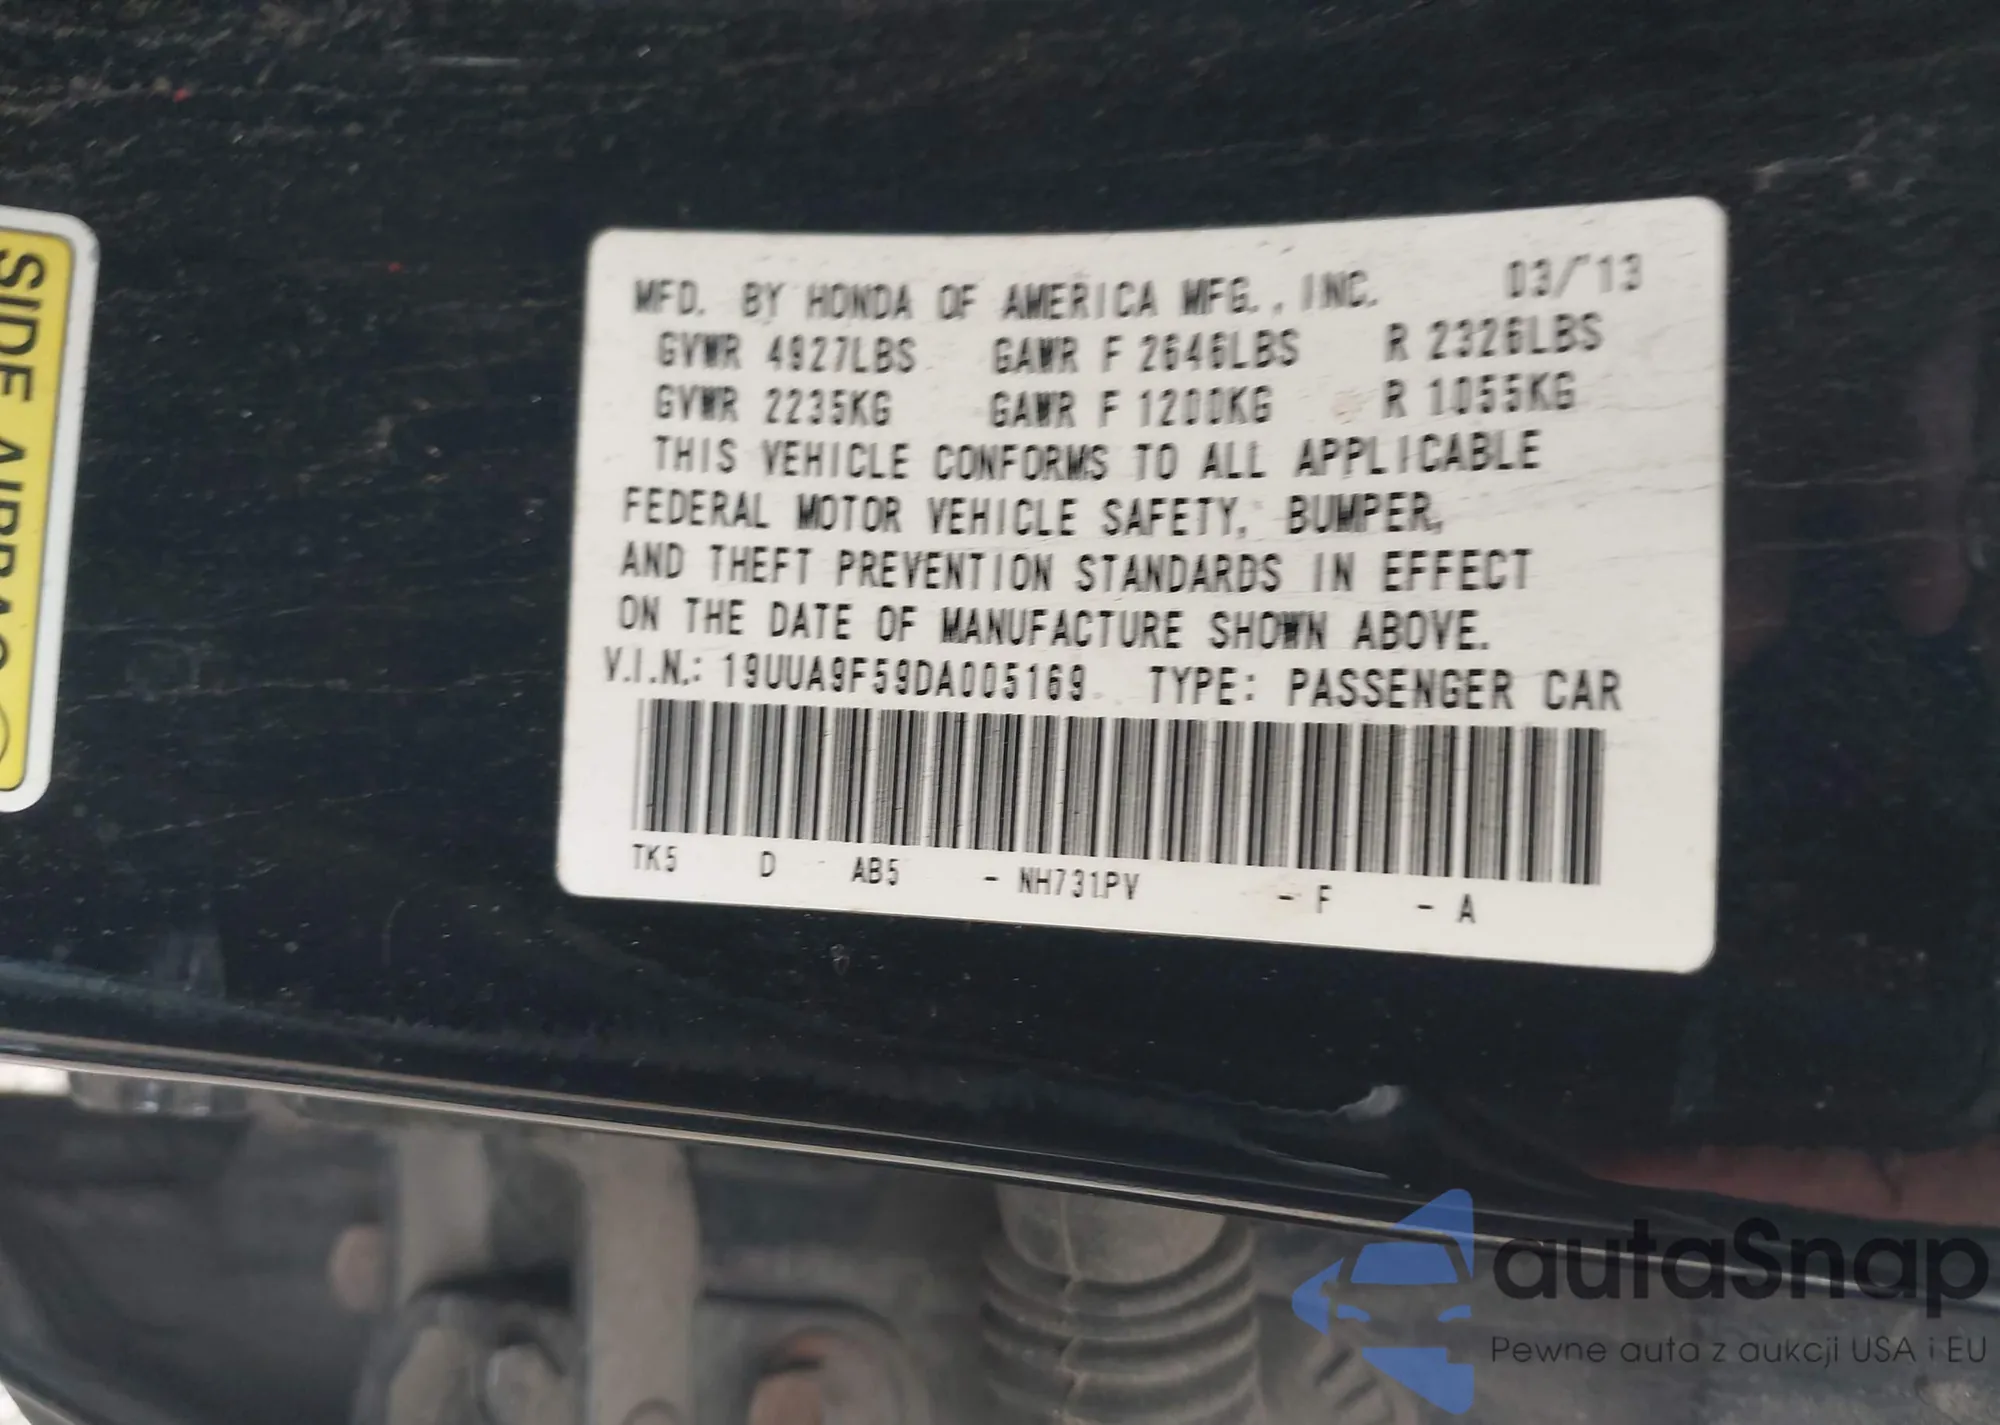 SIDE AIRBAG
MFD. BY HONDA OF AMERICA MFG., INC. 03/'13
GVWR 4927LBS GAWR F 2646LBS R 2326LBS
GVWR 2235KG GAWR F 1200KG R 1055KG
THIS VEHICLE CONFORMS TO ALL APPLICABLE
FEDERAL MOTOR VEHICLE SAFETY, BUMPER,
AND THEFT PREVENTION STANDARDS IN EFFECT
ON THE DATE OF MANUFACTURE SHOWN ABOVE.
V.I.N.: 19UUA9F59DA005169 TYPE: PASSENGER CAR
TK5 D AB5 - NH731PV - F - A
autaSnap
Pewne auta z aukcji USA i EU